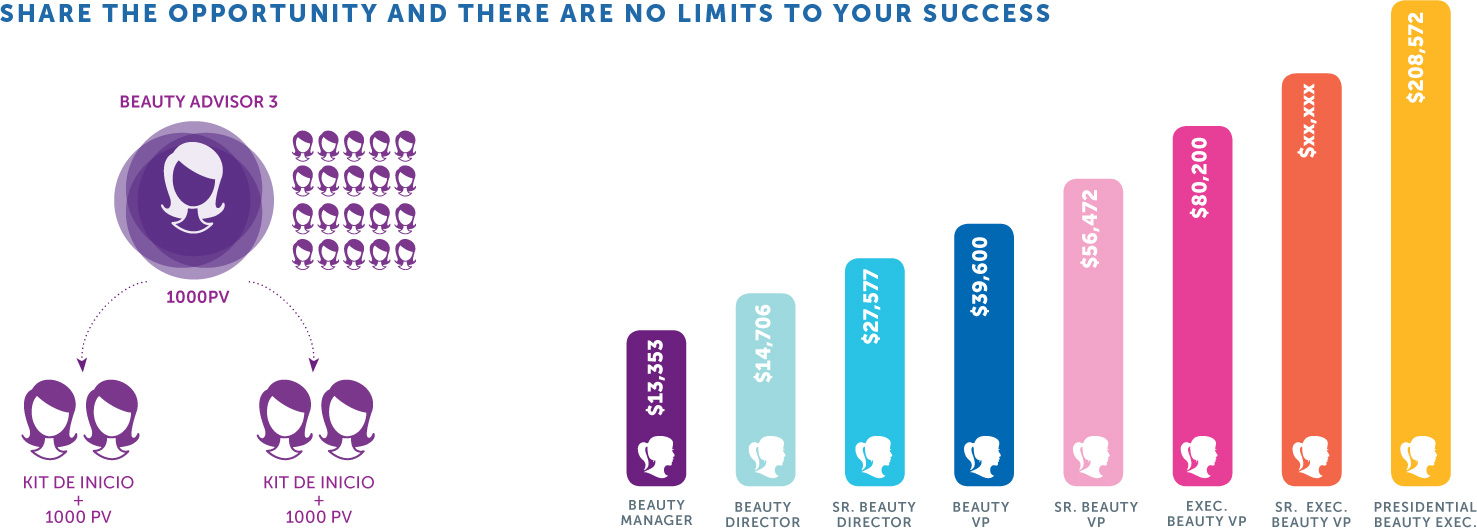 SHARE THE OPPORTUNITY AND THERE ARE NO LIMITS TO YOUR SUCCESS
BEAUTY ADVISOR 3
1000PV
KIT DE INICIO
+
1000 PV
KIT DE INICIO
+
1000 PV
$13,353
$14,706
$27,577
$39,600
$56,472
$80,200
$xx,xxx
$208,572
BEAUTY
MANAGER
BEAUTY
DIRECTOR
SR. BEAUTY
DIRECTOR
BEAUTY
VP
SR. BEAUTY
VP
EXEC.
BEAUTY VP
SR. EXEC.
BEAUTY VP
PRESIDENTIAL
BEAUTY EXEC.